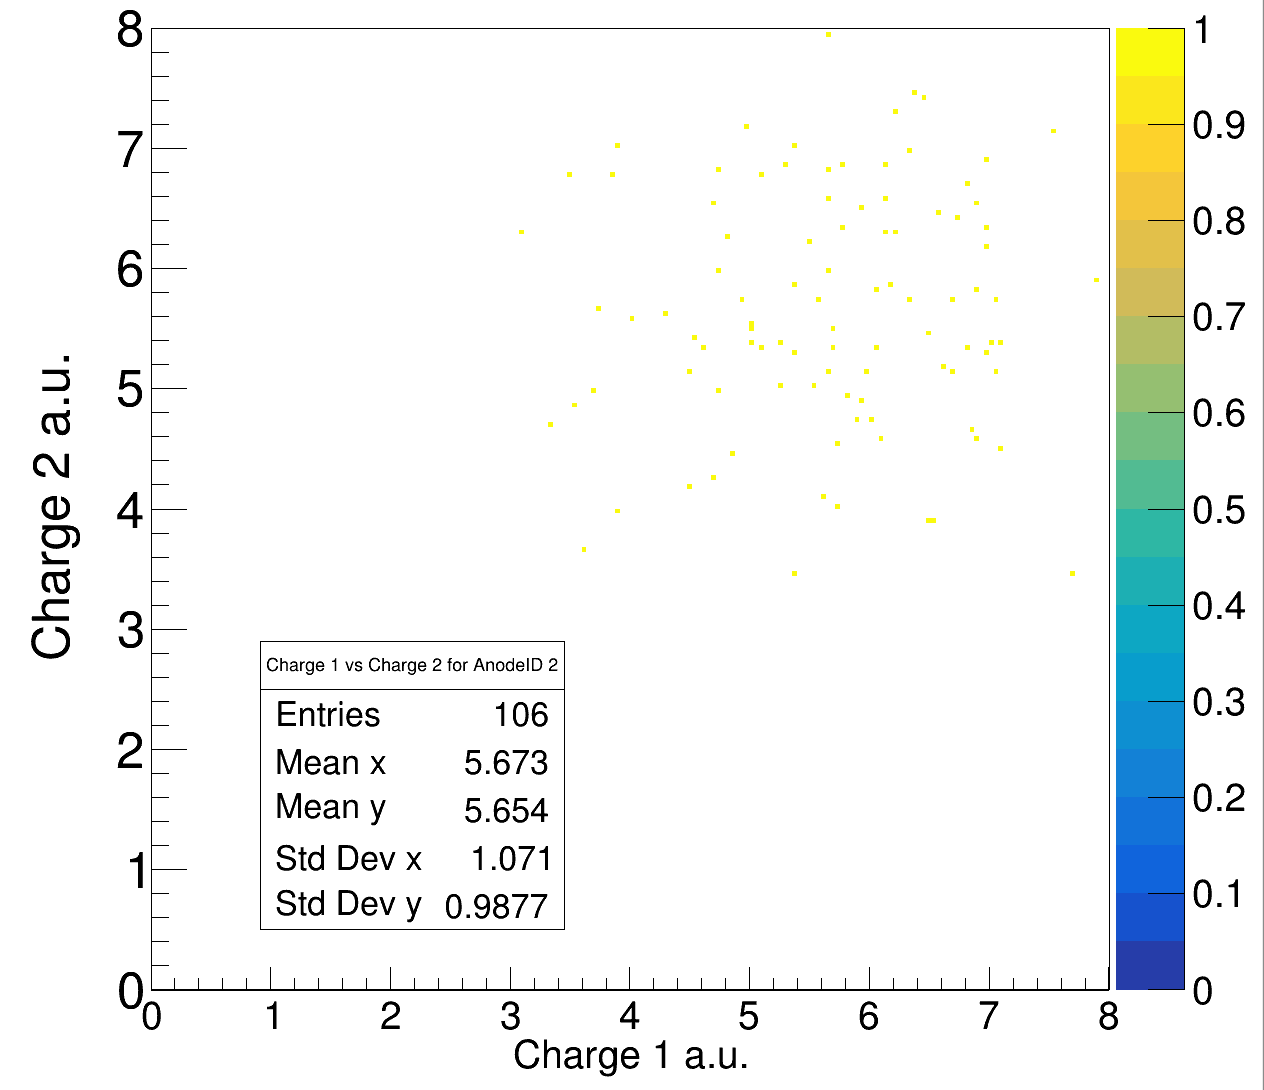 8
7
6
5
4
3
2
1
0
Charge 2 a.u.
0 1 2 3 4 5 6 7 8
Charge 1 a.u.
Charge 1 vs Charge 2 for AnodeID 2
Entries 106
Mean x 5.673
Mean y 5.654
Std Dev x 1.071
Std Dev y 0.9877
1
0.9
0.8
0.7
0.6
0.5
0.4
0.3
0.2
0.1
0